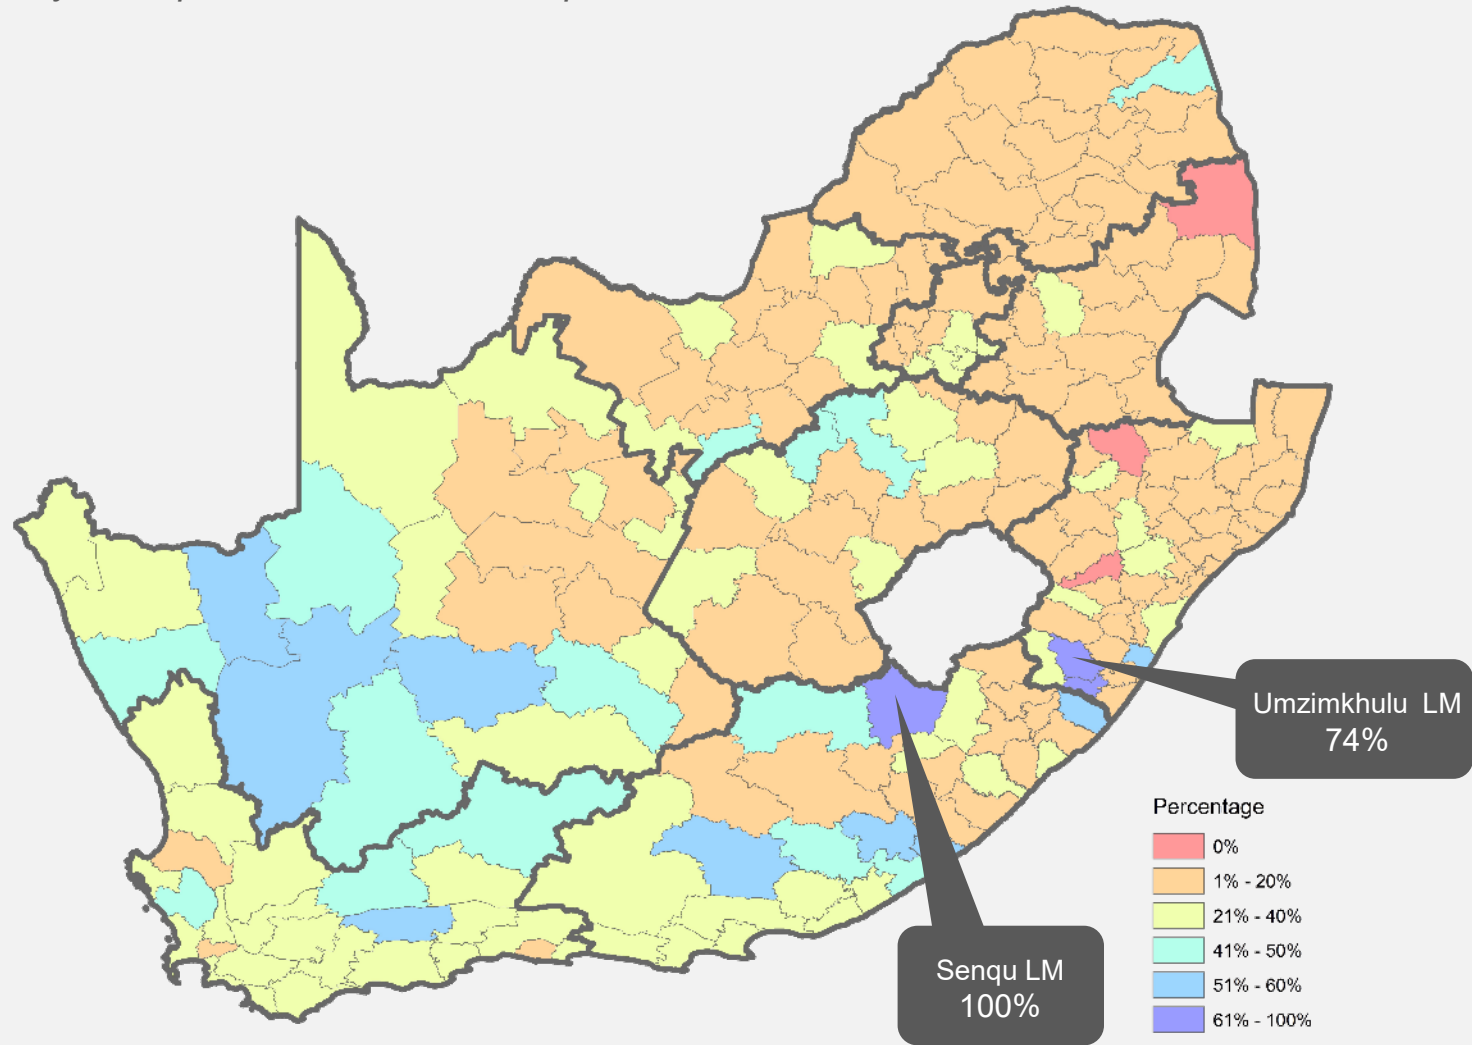 Umzimkhulu LM
74%
Senqu LM
100%
Percentage
0%
1% - 20%
21% - 40%
41% - 50%
51% - 60%
61% - 100%